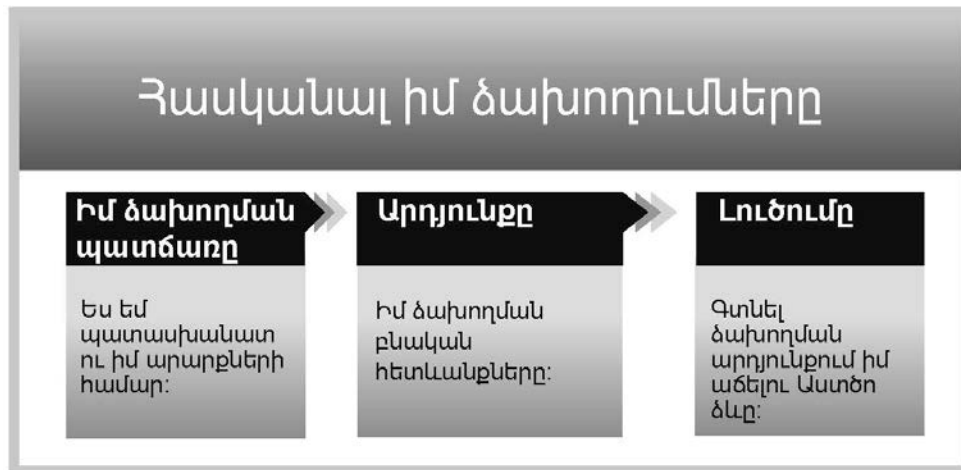 Հասկանալ իմ ձախողումները
Իմ ձախողման
պատճառը
Ես եմ
պատասխանատ
ու իմ արարքների
համար:
Արդյունքը
Իմ ձախողման
բնական
հետևանքները:
Լուծումը
Գտնել
ձախողման
արդյունքում իմ
աճելու Աստծո
ձևը: